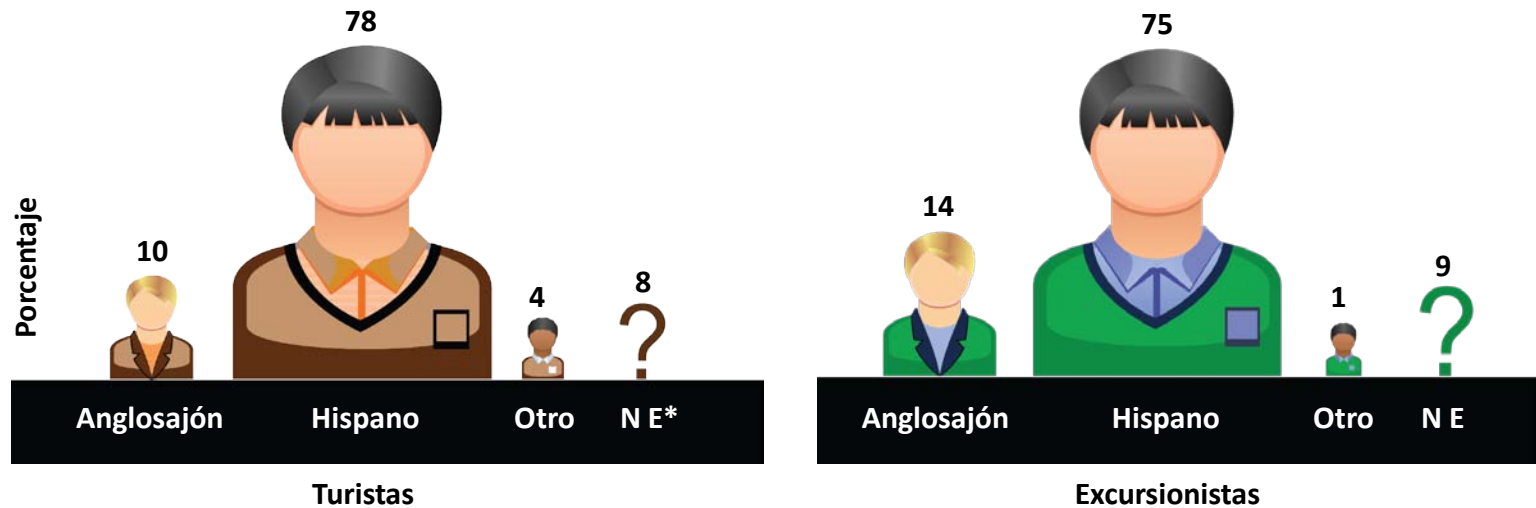 78
10
4
8
Porcentaje
Anglosajón Hispano Otro N E*
Turistas
75
14
1
9
Anglosajón Hispano Otro N E
Excursionistas